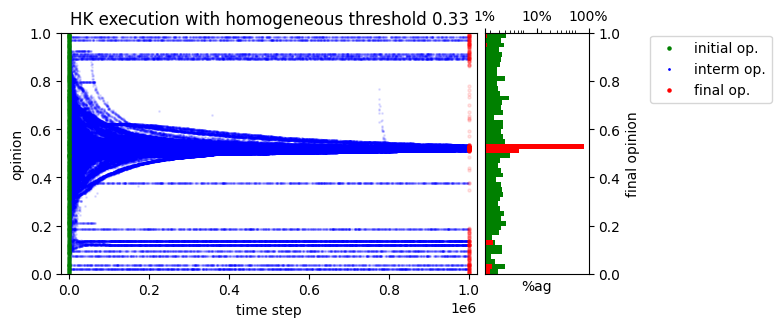 HK execution with homogeneous threshold 0.33
1% 10% 100%
1.0 1.0
0.8 0.8
0.6 0.6
0.4 0.4
0.2 0.2
0.0 0.0
opinion
final opinion
0.0 0.2 0.4 0.6 0.8 1.0
1e6
time step
%ag
initial op.
interm op.
final op.